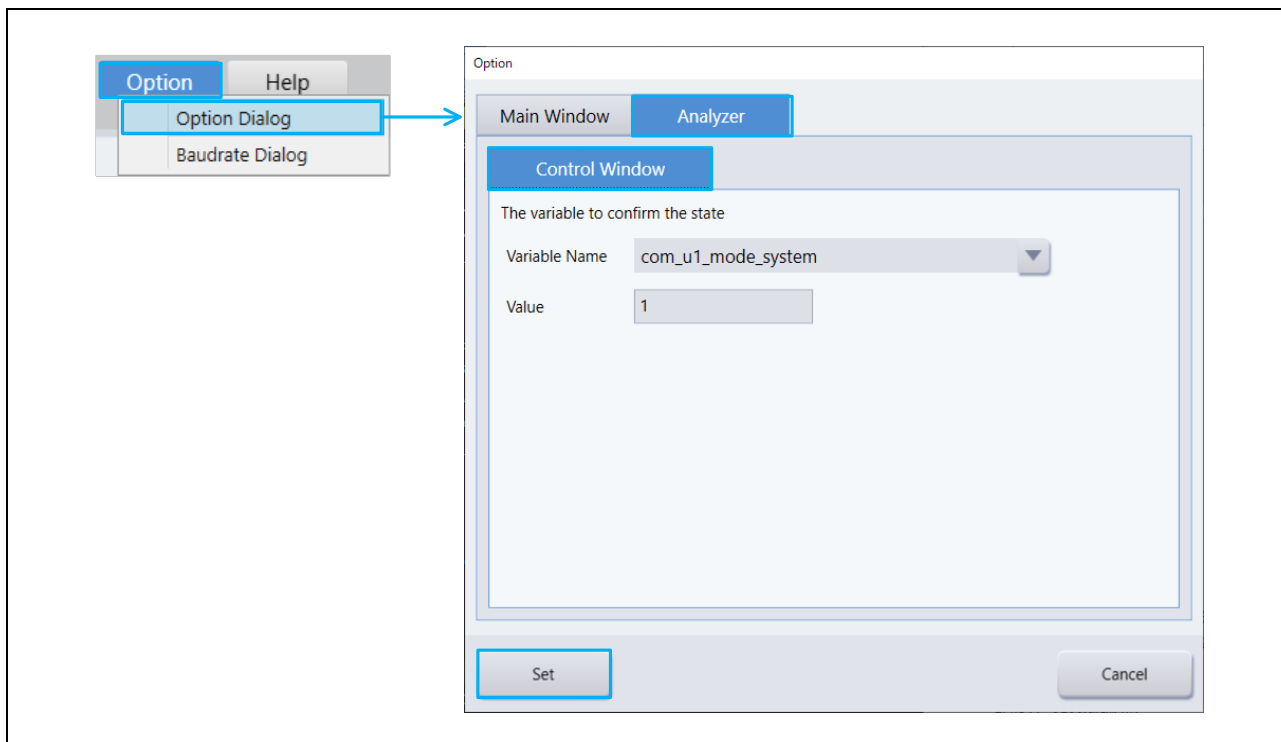 Option Help
Option Dialog
Baudrate Dialog
Option
Main Window Analyzer
Control Window
The variable to confirm the state
Variable Name com_u1_mode_system
Value 1
Set Cancel